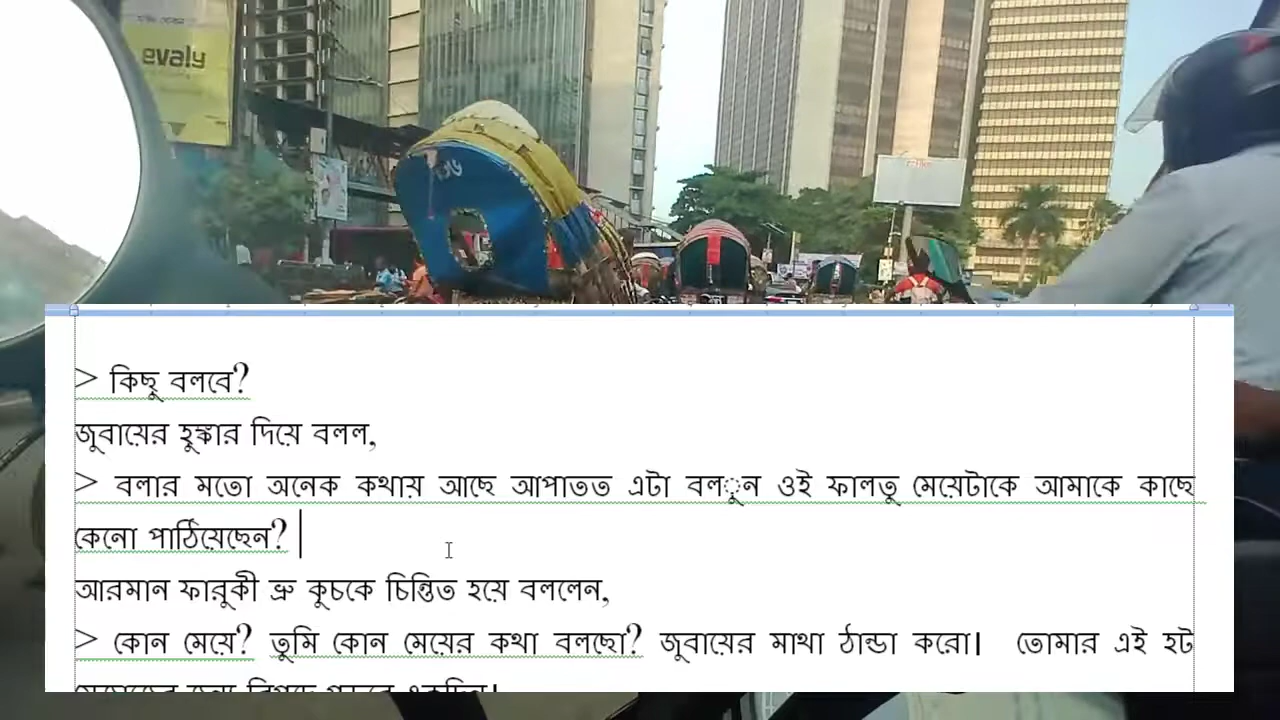 evaly
> কিছু বলবে?
জুবায়ের হুঙ্কার দিয়ে বলল,
> বলার মতো অনেক কথায় আছে আপাতত এটা বল ুন ওই ফালতু মেয়েটাকে আমাকে কাছে
কেনো পাঠিয়েছেন?
আরমান ফারুকী ভ্রু কুচকে চিন্তিত হয়ে বললেন,
> কোন মেয়ে? তুমি কোন মেয়ের কথা বলছো? জুবায়ের মাথা ঠান্ডা করো। তোমার এই হট